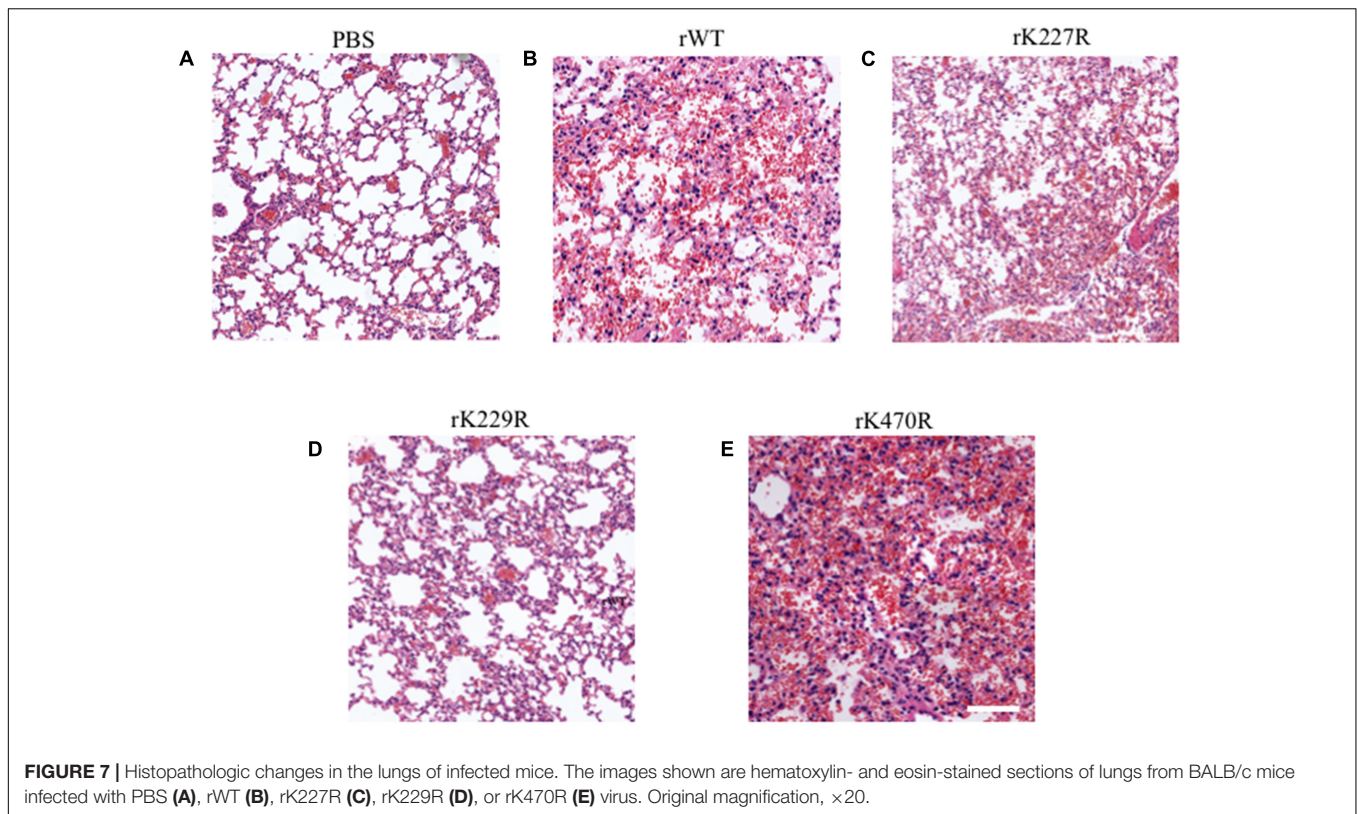 PBS
rWT
rK227R
A
B
C
rK229R
rK470R
D
E
rWT
FIGURE 7 | Histopathologic changes in the lungs of infected mice. The images shown are hematoxylin- and eosin-stained sections of lungs from BALB/c mice
infected with PBS (A), rWT (B), rK227R (C), rK229R (D), or rK470R (E) virus. Original magnification, ×20.